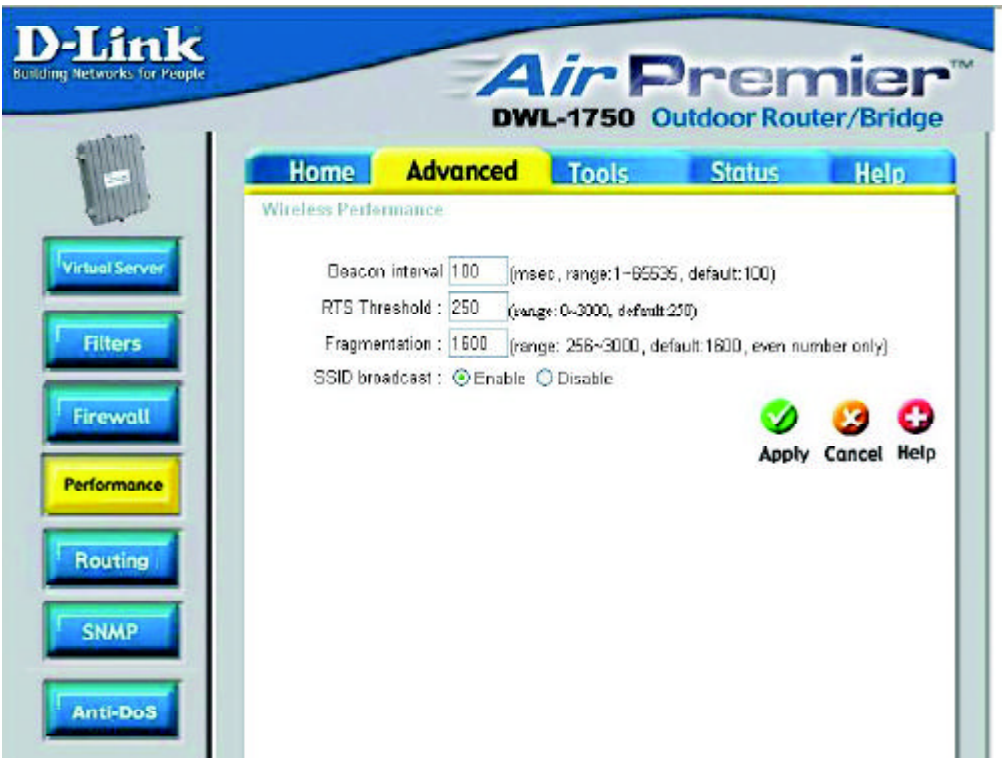 D-Link
Building Networks for People
Air Premier™
DWL-1750 Outdoor Router/Bridge
Home Advanced Tools Status Help
Wireless Performance
Beacon interval 100 (msec, range:1~65535, default:100)
RTS Threshold : 250 (range: 0~3000, default:250)
Fragmentation : 1600 (range: 256~3000, default:1600, even number only)
SSID broadcast : Enable Disable
Apply Cancel Help
Virtual Server
Filters
Firewall
Performance
Routing
SNMP
Anti-DoS